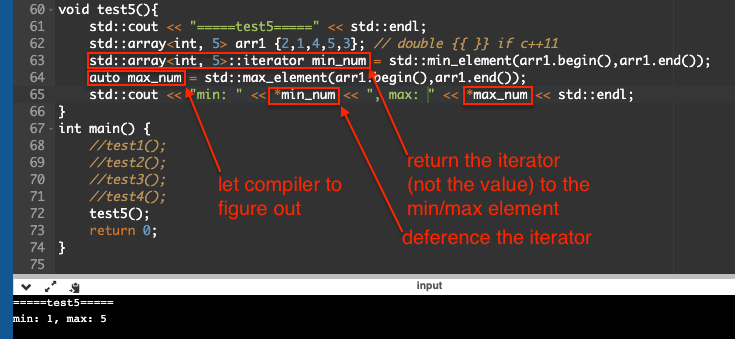 60 void test5(){
61 std::cout << "=====test5=====" << std::endl;
62 std::array<int, 5> arr1 {2,1,4,5,3}; // double {{ }} if c++11
63 std::array<int, 5>::iterator min_num = std::min_element(arr1.begin(),arr1.end());
64 auto max_num = std::max_element(arr1.begin(),arr1.end());
65 std::cout << "min: " << *min_num << ", max: " << *max_num << std::endl;
66 }
67 int main() {
68 //test1();
69 //test2();
70 //test3();
71 //test4();
72 test5();
73 return 0;
74 }
75
let compiler to
figure out
return the iterator
(not the value) to the
min/max element
deference the iterator
input
=====test5=====
min: 1, max: 5